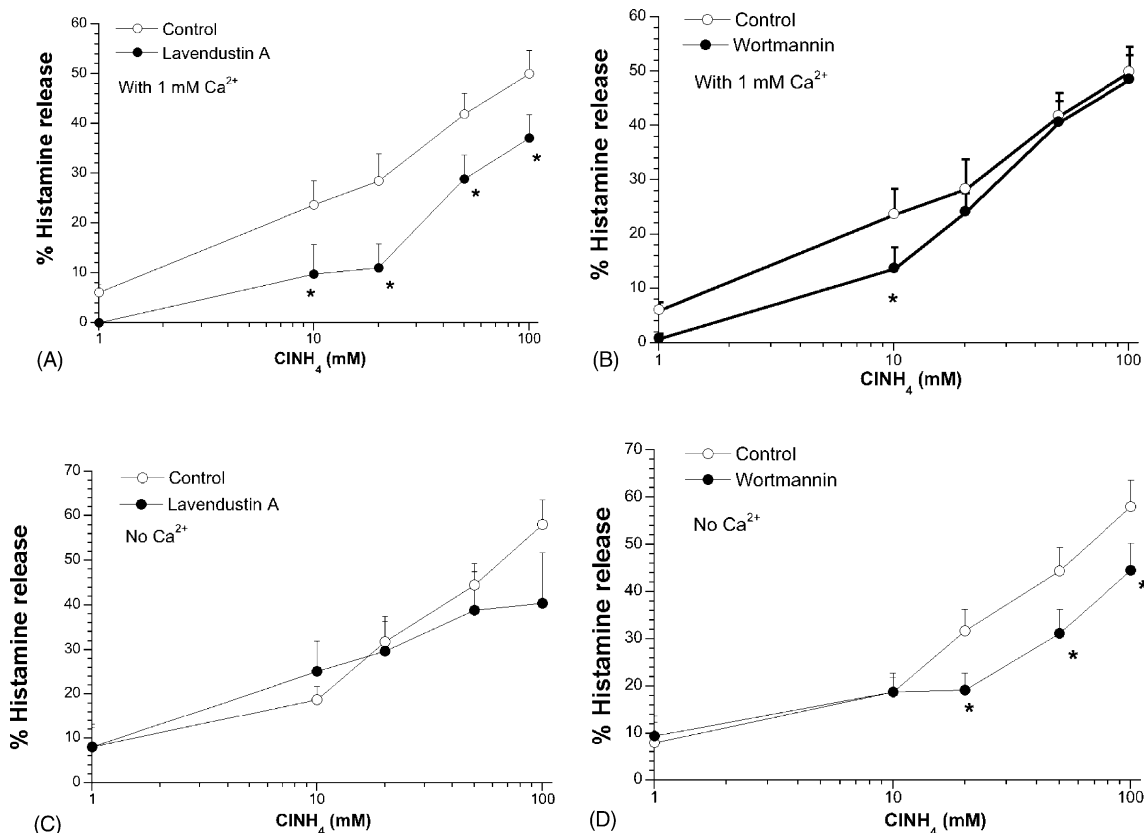 60
50
40
30
20
10
0
% Histamine release
Control
Lavendustin A
With 1 mM Ca²⁺
*
*
*
*
1
10
100
ClNH₄ (mM)
(A)
60
50
40
30
20
10
0
% Histamine release
Control
Wortmannin
With 1 mM Ca²⁺
*
1
10
100
ClNH₄ (mM)
(B)
70
60
50
40
30
20
10
0
% Histamine release
Control
Lavendustin A
No Ca²⁺
1
10
100
ClNH₄ (mM)
(C)
70
60
50
40
30
20
10
0
% Histamine release
Control
Wortmannin
No Ca²⁺
*
*
*
1
10
100
ClNH₄ (mM)
(D)